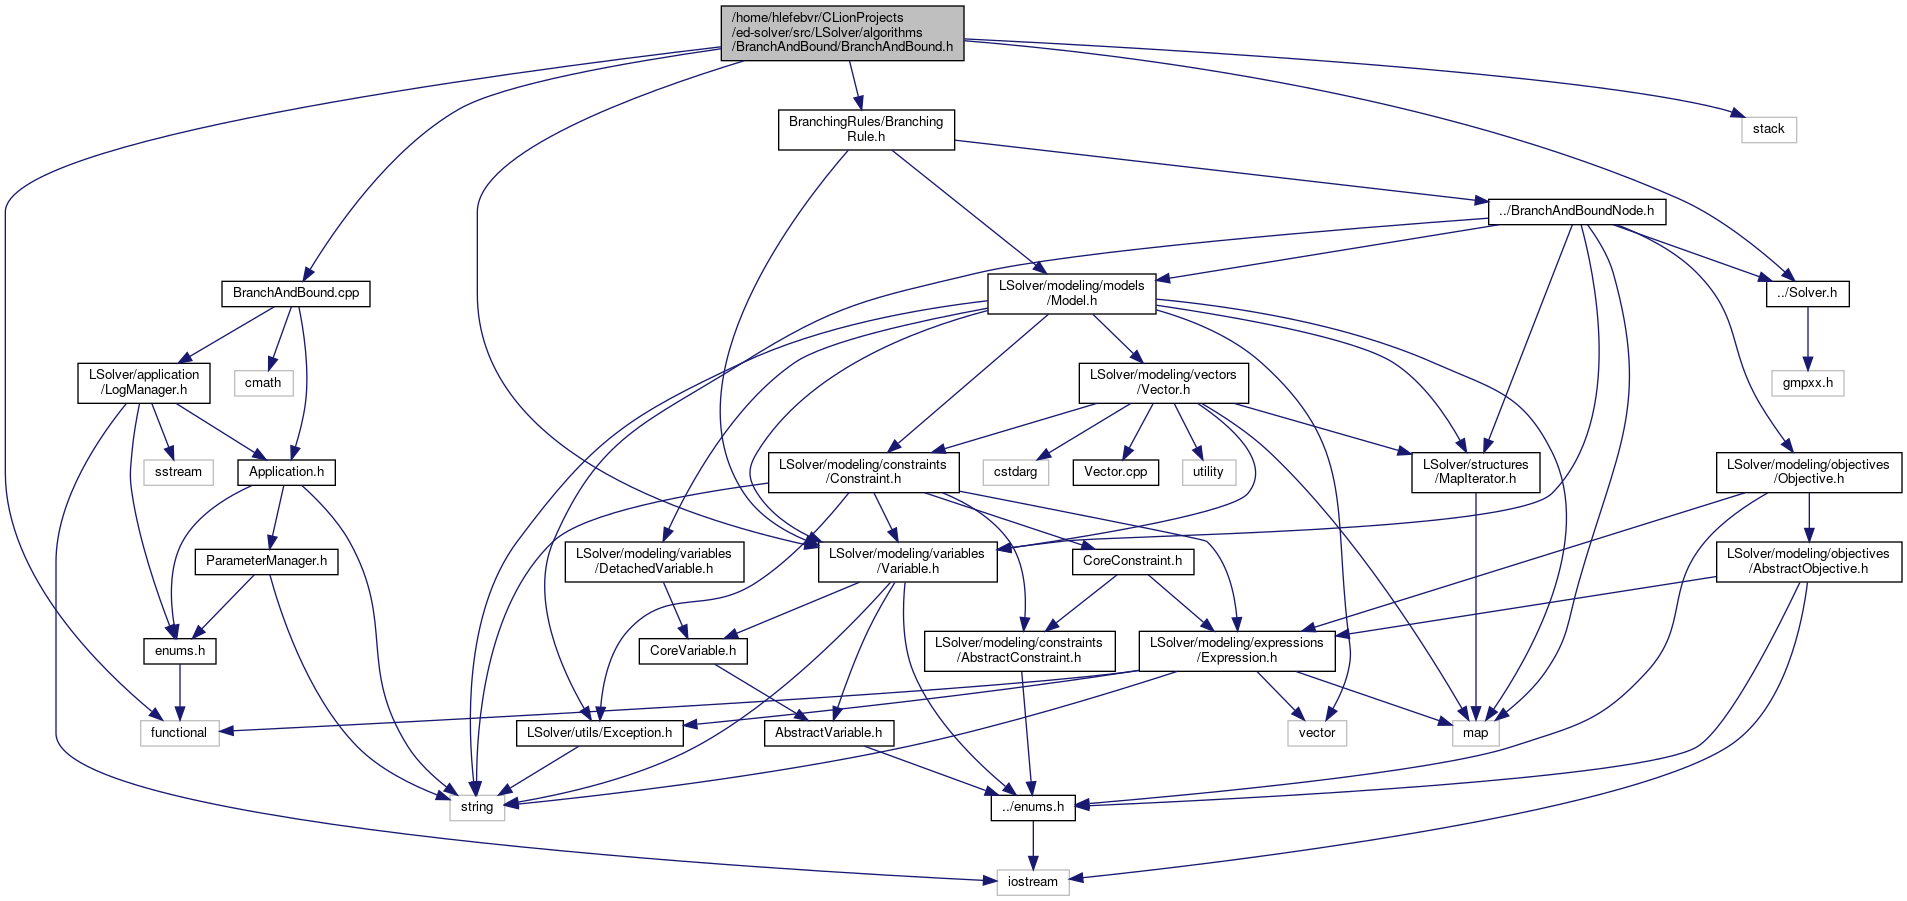 /home/hlefebvr/CLionProjects
/ed-solver/src/LSolver/algorithms
/BranchAndBound/BranchAndBound.h
BranchingRules/Branching
Rule.h
stack
../BranchAndBoundNode.h
BranchAndBound.cpp
LSolver/modeling/models
/Model.h
../Solver.h
LSolver/application
/LogManager.h
cmath
LSolver/modeling/vectors
/Vector.h
gmpxx.h
sstream
Application.h
LSolver/modeling/constraints
/Constraint.h
cstdarg
Vector.cpp
utility
LSolver/structures
/MapIterator.h
LSolver/modeling/objectives
/Objective.h
ParameterManager.h
LSolver/modeling/variables
/DetachedVariable.h
LSolver/modeling/variables
/Variable.h
CoreConstraint.h
LSolver/modeling/objectives
/AbstractObjective.h
enums.h
CoreVariable.h
LSolver/modeling/constraints
/AbstractConstraint.h
LSolver/modeling/expressions
/Expression.h
functional
LSolver/utils/Exception.h
AbstractVariable.h
vector
map
string
../enums.h
iostream